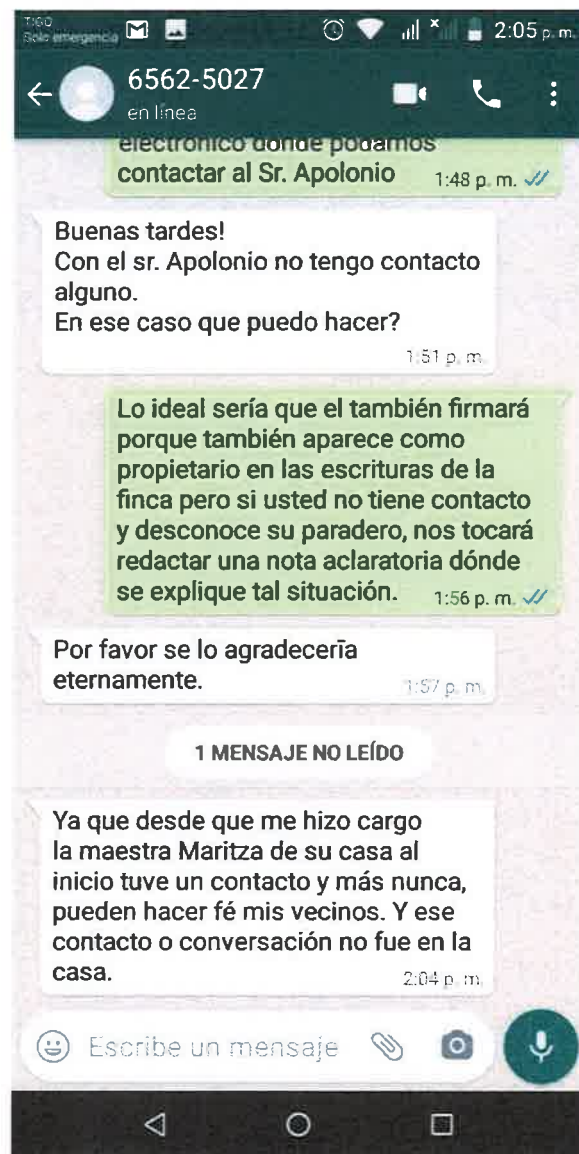 Solo emergencia 2:05 p. m.
6562-5027
en línea
electrónico donde podamos
contactar al Sr. Apolonio 1:48 p. m.
Buenas tardes!
Con el sr. Apolonio no tengo contacto
alguno.
En ese caso que puedo hacer?
1:51 p. m.
Lo ideal sería que el también firmará
porque también aparece como
propietario en las escrituras de la
finca pero si usted no tiene contacto
y desconoce su paradero, nos tocará
redactar una nota aclaratoria dónde
se explique tal situación. 1:56 p. m.
Por favor se lo agradecería
eternamente. 1:57 p. m.
1 MENSAJE NO LEÍDO
Ya que desde que me hizo cargo
la maestra Maritza de su casa al
inicio tuve un contacto y más nunca,
pueden hacer fé mis vecinos. Y ese
contacto o conversación no fue en la
casa. 2:04 p. m.
Escribe un mensaje